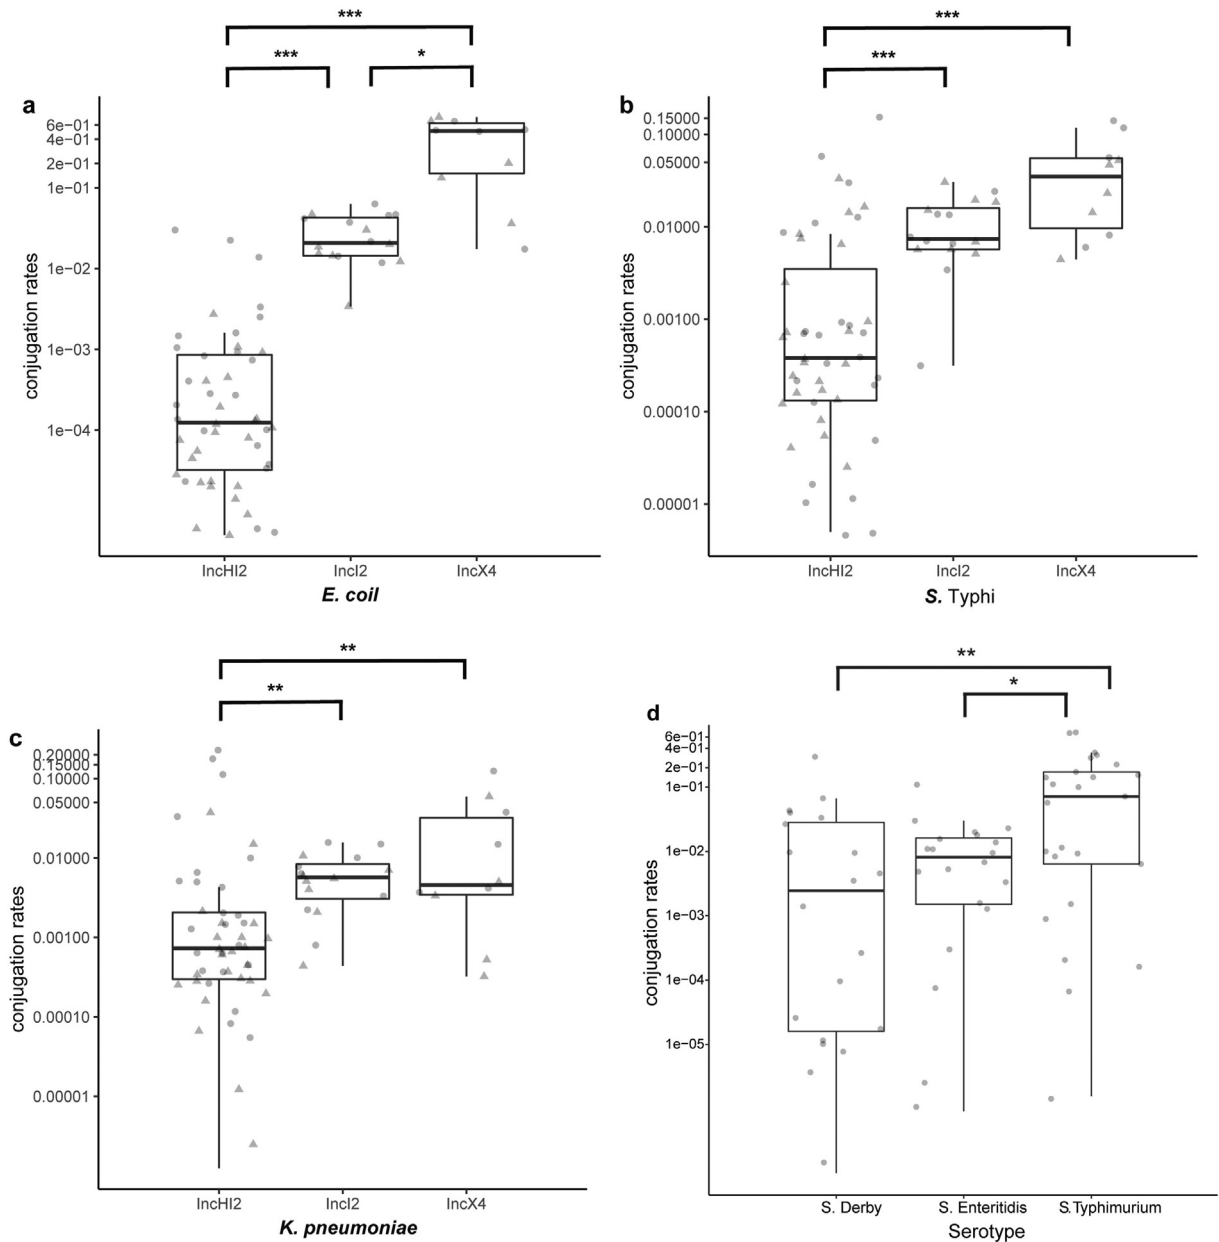 ***
*** *
a
6e−01
4e−01
2e−01
1e−01
1e−02
1e−03
1e−04
conjugation rates
IncHI2 IncI2 IncX4
E. coil
***
***
b
0.15000
0.10000
0.05000
0.01000
0.00100
0.00010
0.00001
conjugation rates
IncHI2 IncI2 IncX4
S. Typhi
**
**
c
0.20000
0.15000
0.10000
0.05000
0.01000
0.00100
0.00010
0.00001
conjugation rates
IncHI2 IncI2 IncX4
K. pneumoniae
**
*
d
6e−01
4e−01
2e−01
1e−01
1e−02
1e−03
1e−04
1e−05
conjugation rates
S. Derby S. Enteritidis S.Typhimurium
Serotype